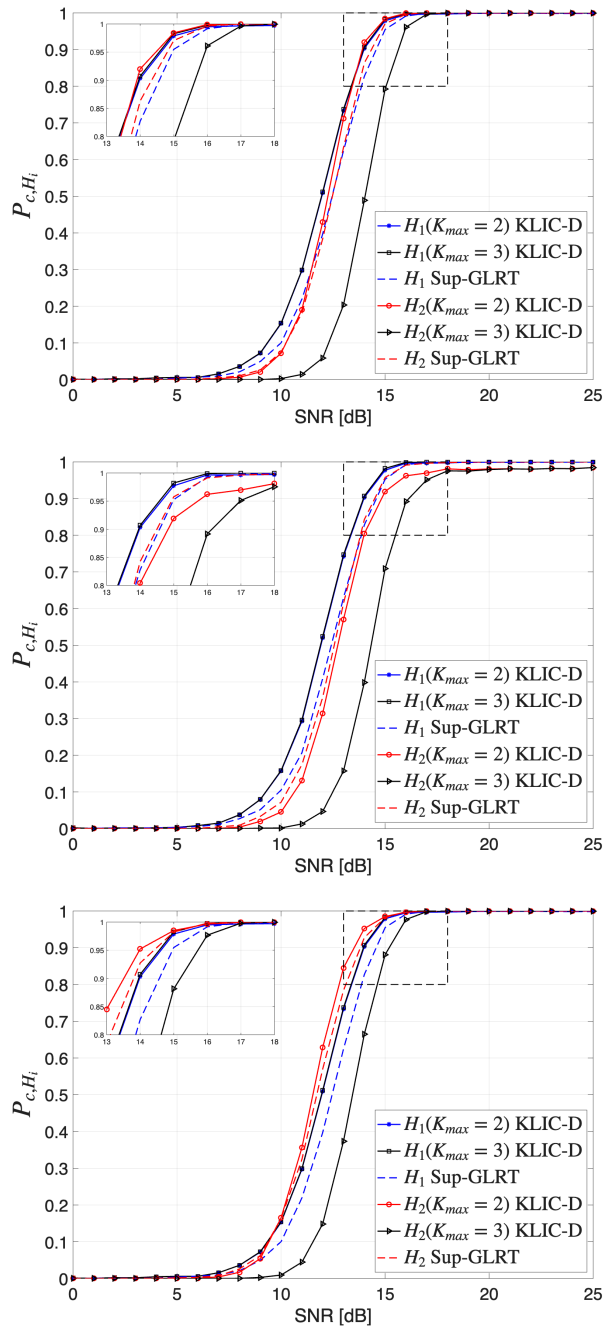 1
0.9
0.8
0.7
0.6
0.5
0.4
0.3
0.2
0.1
0
1
0.95
0.9
0.85
0.8
13 14 15 16 17 18
P_{c,H_i}
H_1(K_{max} = 2) KLIC-D
H_1(K_{max} = 3) KLIC-D
H_1 Sup-GLRT
H_2(K_{max} = 2) KLIC-D
H_2(K_{max} = 3) KLIC-D
H_2 Sup-GLRT
0 5 10 15 20 25
SNR [dB]
1
0.9
0.8
0.7
0.6
0.5
0.4
0.3
0.2
0.1
0
1
0.95
0.9
0.85
0.8
13 14 15 16 17 18
P_{c,H_i}
H_1(K_{max} = 2) KLIC-D
H_1(K_{max} = 3) KLIC-D
H_1 Sup-GLRT
H_2(K_{max} = 2) KLIC-D
H_2(K_{max} = 3) KLIC-D
H_2 Sup-GLRT
0 5 10 15 20 25
SNR [dB]
1
0.9
0.8
0.7
0.6
0.5
0.4
0.3
0.2
0.1
0
1
0.95
0.9
0.85
0.8
13 14 15 16 17 18
P_{c,H_i}
H_1(K_{max} = 2) KLIC-D
H_1(K_{max} = 3) KLIC-D
H_1 Sup-GLRT
H_2(K_{max} = 2) KLIC-D
H_2(K_{max} = 3) KLIC-D
H_2 Sup-GLRT
0 5 10 15 20 25
SNR [dB]